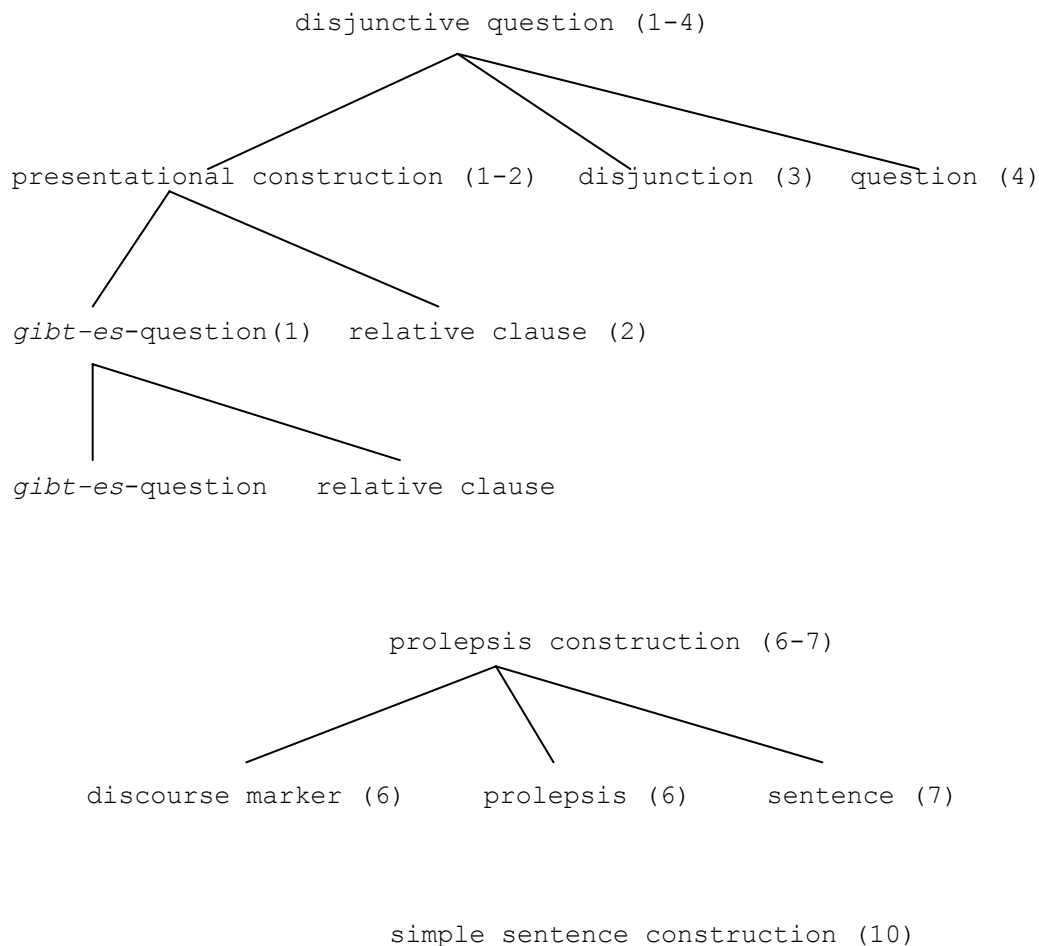 disjunctive question (1-4)
presentational construction (1-2) disjunction (3) question (4)
gibt-es-question(1) relative clause (2)
gibt-es-question relative clause
prolepsis construction (6-7)
discourse marker (6) prolepsis (6) sentence (7)
simple sentence construction (10)